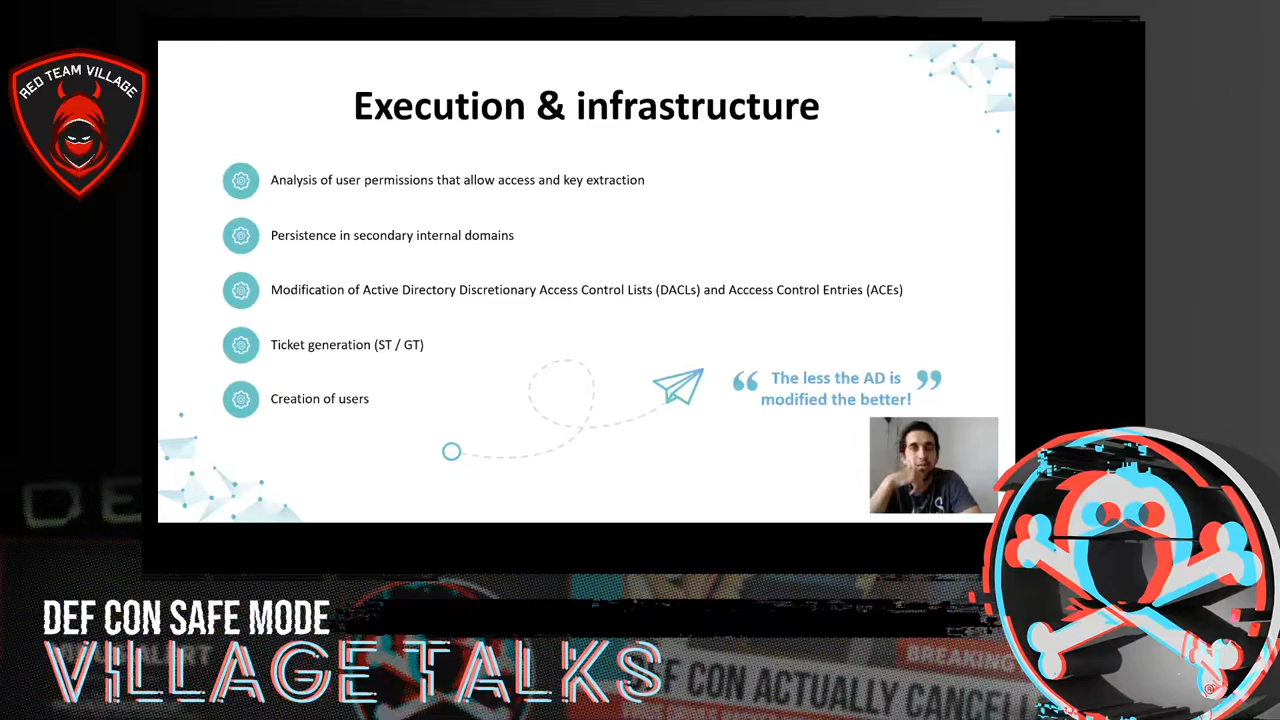 RED TEAM VILLAGE
Execution & infrastructure
Analysis of user permissions that allow access and key extraction
Persistence in secondary internal domains
Modification of Active Directory Discretionary Access Control Lists (DACLs) and Acccess Control Entries (ACEs)
Ticket generation (ST / GT)
Creation of users
“ The less the AD is ”
modified the better!
DEF CON SAFE MODE
VILLAGE TALKS
BREAKING
DEF CON ACTUALLY